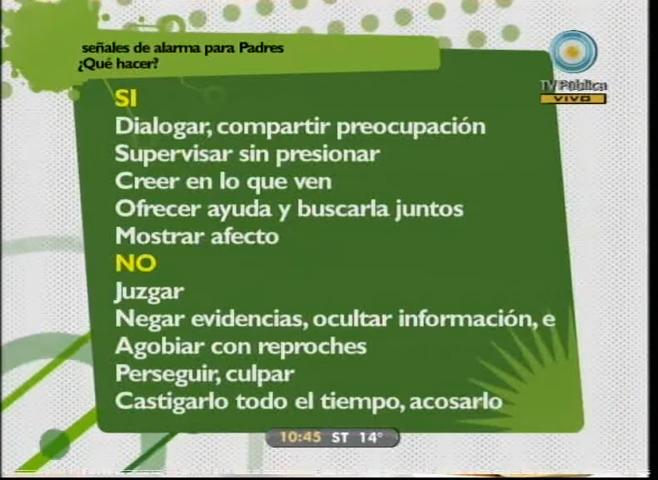 señales de alarma para Padres
¿Qué hacer?
TV Pública
VIVO
SI
Dialogar, compartir preocupación
Supervisar sin presionar
Creer en lo que ven
Ofrecer ayuda y buscarla juntos
Mostrar afecto
NO
Juzgar
Negar evidencias, ocultar información, e
Agobiar con reproches
Perseguir, culpar
Castigarlo todo el tiempo, acosarlo
10:45 ST 14°